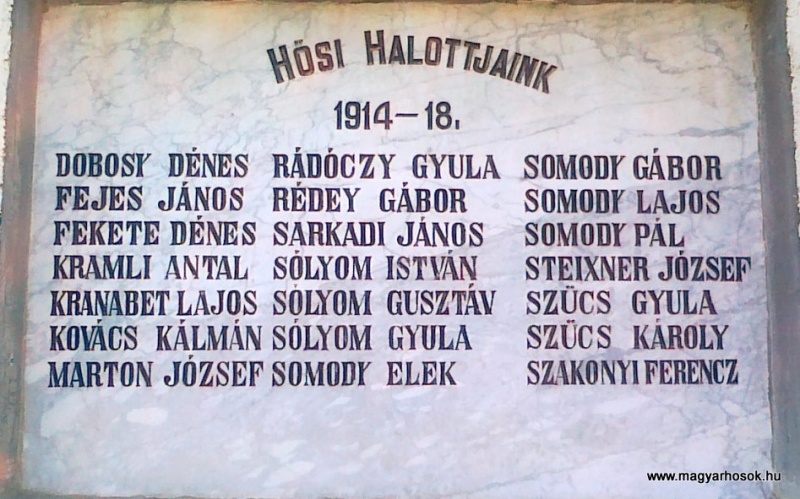 HŐSI HALOTTJAINK
1914–18.
DOBOSY DÉNES
FEJES JÁNOS
FEKETE DÉNES
KRAMLI ANTAL
KRANABET LAJOS
KOVÁCS KÁLMÁN
MARTON JÓZSEF
RÁDÓCZY GYULA
RÉDEY GÁBOR
SARKADI JÁNOS
SÓLYOM ISTVÁN
SÓLYOM GUSZTÁV
SÓLYOM GYULA
SOMODY ELEK
SOMODY GÁBOR
SOMODY LAJOS
SOMODY PÁL
STEIXNER JÓZSEF
SZÜCS GYULA
SZÜCS KÁROLY
SZAKONYI FERENCZ
www.magyarhosok.hu